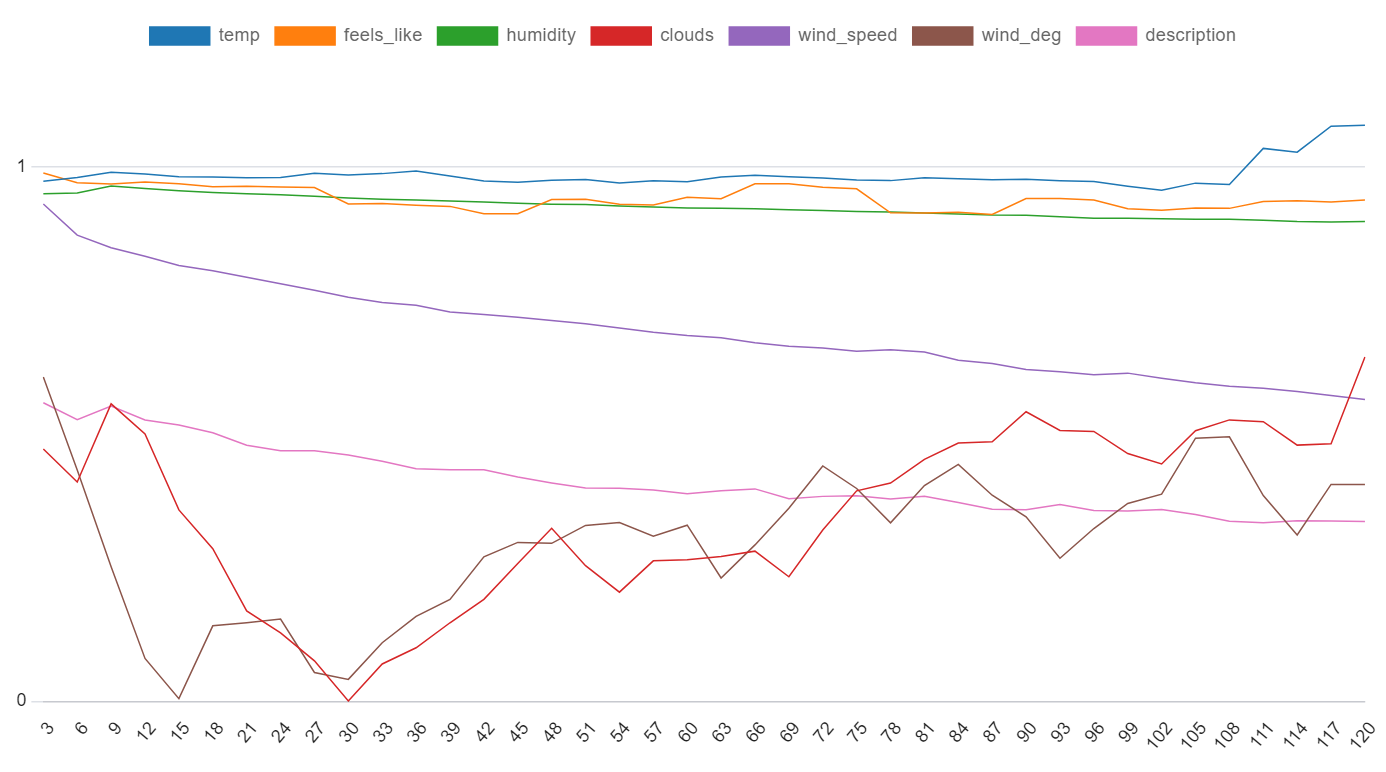 temp feels_like humidity clouds wind_speed wind_deg description
1
0
3 6 9 12 15 18 21 24 27 30 33 36 39 42 45 48 51 54 57 60 63 66 69 72 75 78 81 84 87 90 93 96 99 102 105 108 111 114 117 120